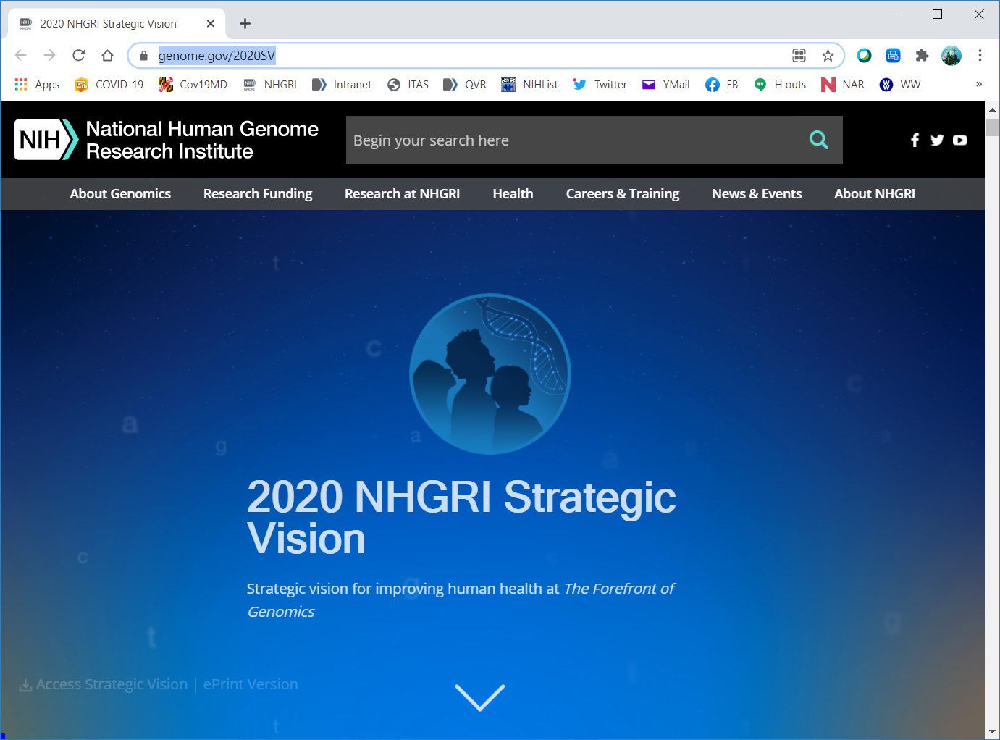 2020 NHGRI Strategic Vision
genome.gov/2020SV
Apps COVID-19 Cov19MD NHGRI Intranet ITAS QVR NIHList Twitter YMail FB H outs NAR WW »
NIH National Human Genome
Research Institute
Begin your search here
About Genomics Research Funding Research at NHGRI Health Careers & Training News & Events About NHGRI
t
c
c
a
a
a
g
a
2020 NHGRI Strategic
Vision
c
g
Strategic vision for improving human health at The Forefront of
Genomics
g
t
t
Access Strategic Vision | ePrint Version
t